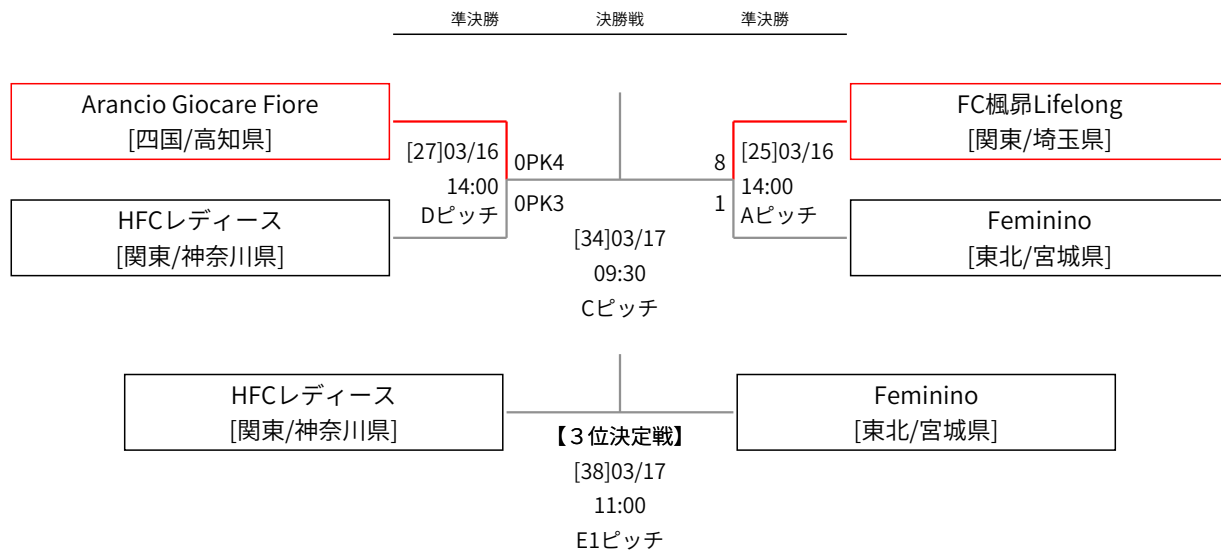 準決勝 決勝戦 準決勝
Arancio Giocare Fiore
[四国/高知県]
FC楓昴Lifelong
[関東/埼玉県]
[27]03/16
14:00
Dピッチ
0PK4
0PK3
8
1
[25]03/16
14:00
Aピッチ
HFCレディース
[関東/神奈川県]
Feminino
[東北/宮城県]
[34]03/17
09:30
Cピッチ
HFCレディース
[関東/神奈川県]
Feminino
[東北/宮城県]
【３位決定戦】
[38]03/17
11:00
E1ピッチ